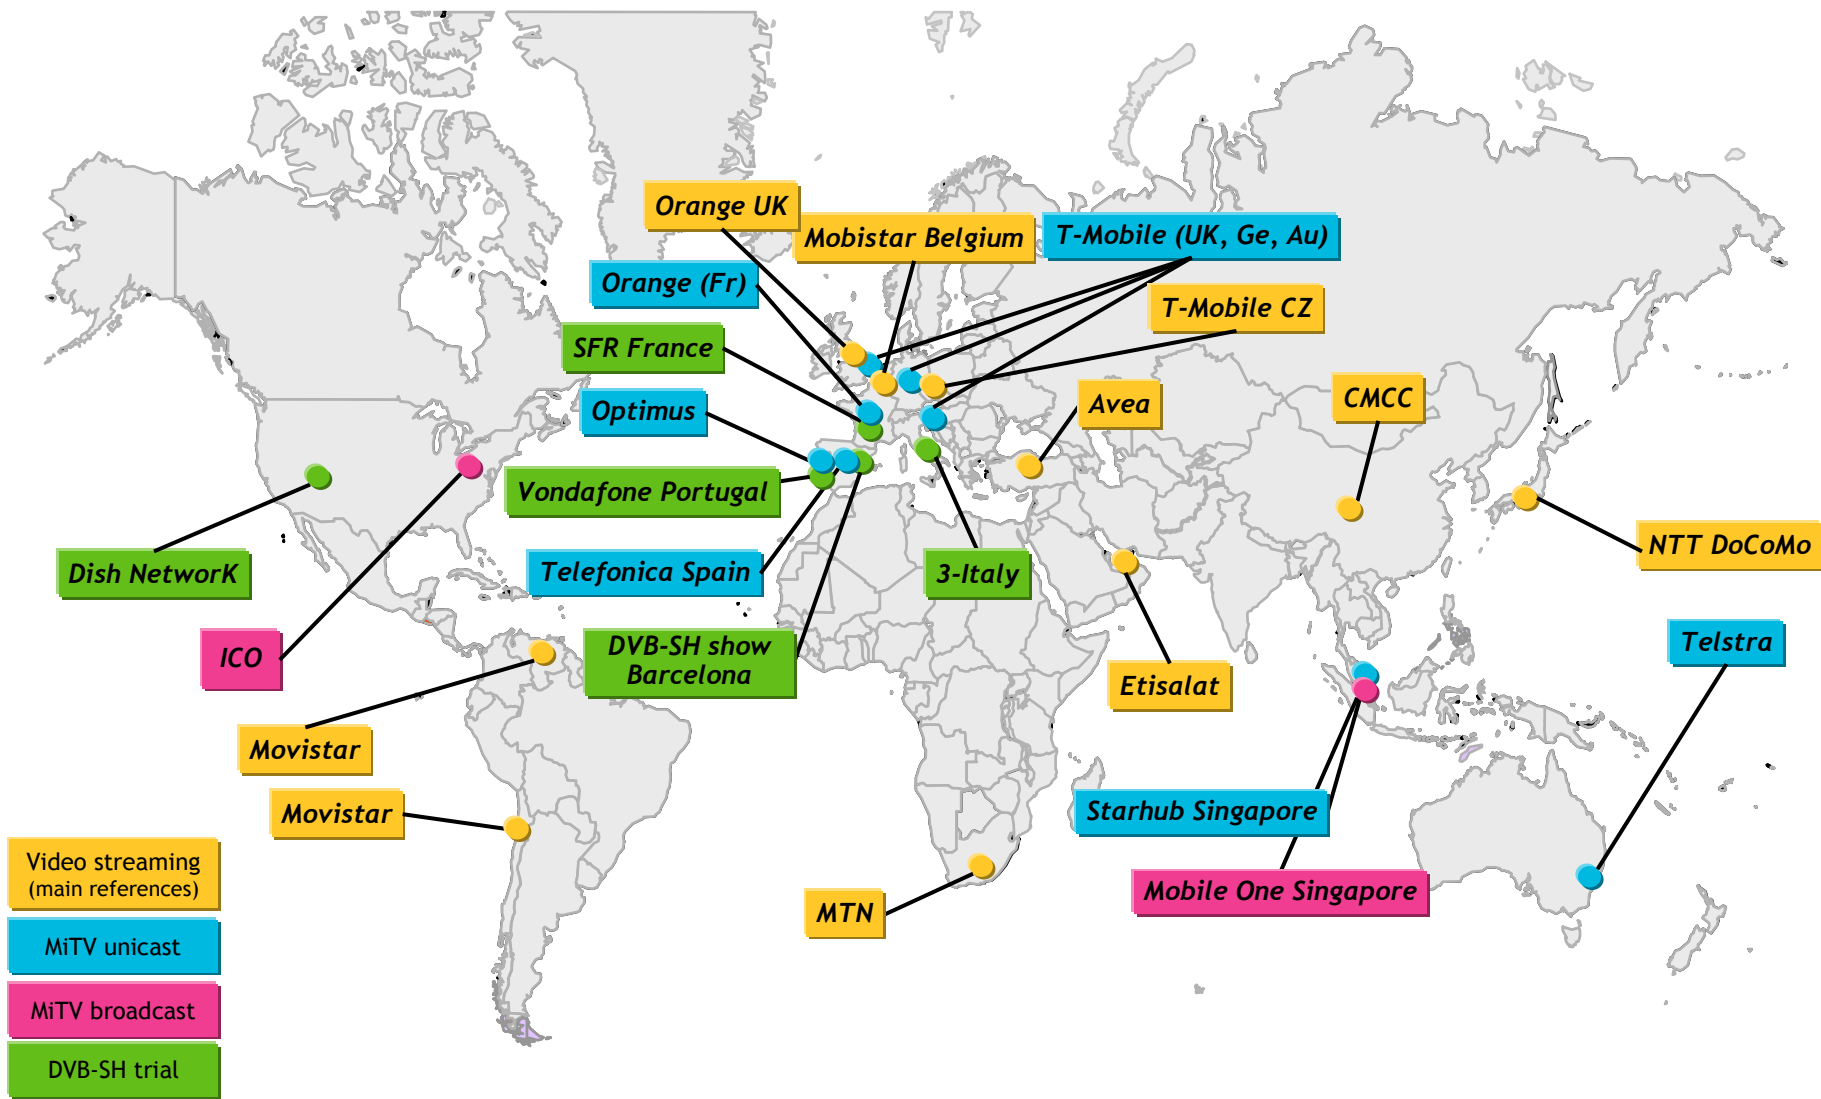 Orange UK
Mobistar Belgium
T-Mobile (UK, Ge, Au)
Orange (Fr)
T-Mobile CZ
SFR France
Optimus
Avea
CMCC
Vondafone Portugal
NTT DoCoMo
Dish NetworK
Telefonica Spain
3-Italy
ICO
DVB-SH show
Barcelona
Etisalat
Telstra
Movistar
Movistar
Starhub Singapore
Mobile One Singapore
MTN
Video streaming
(main references)
MiTV unicast
MiTV broadcast
DVB-SH trial